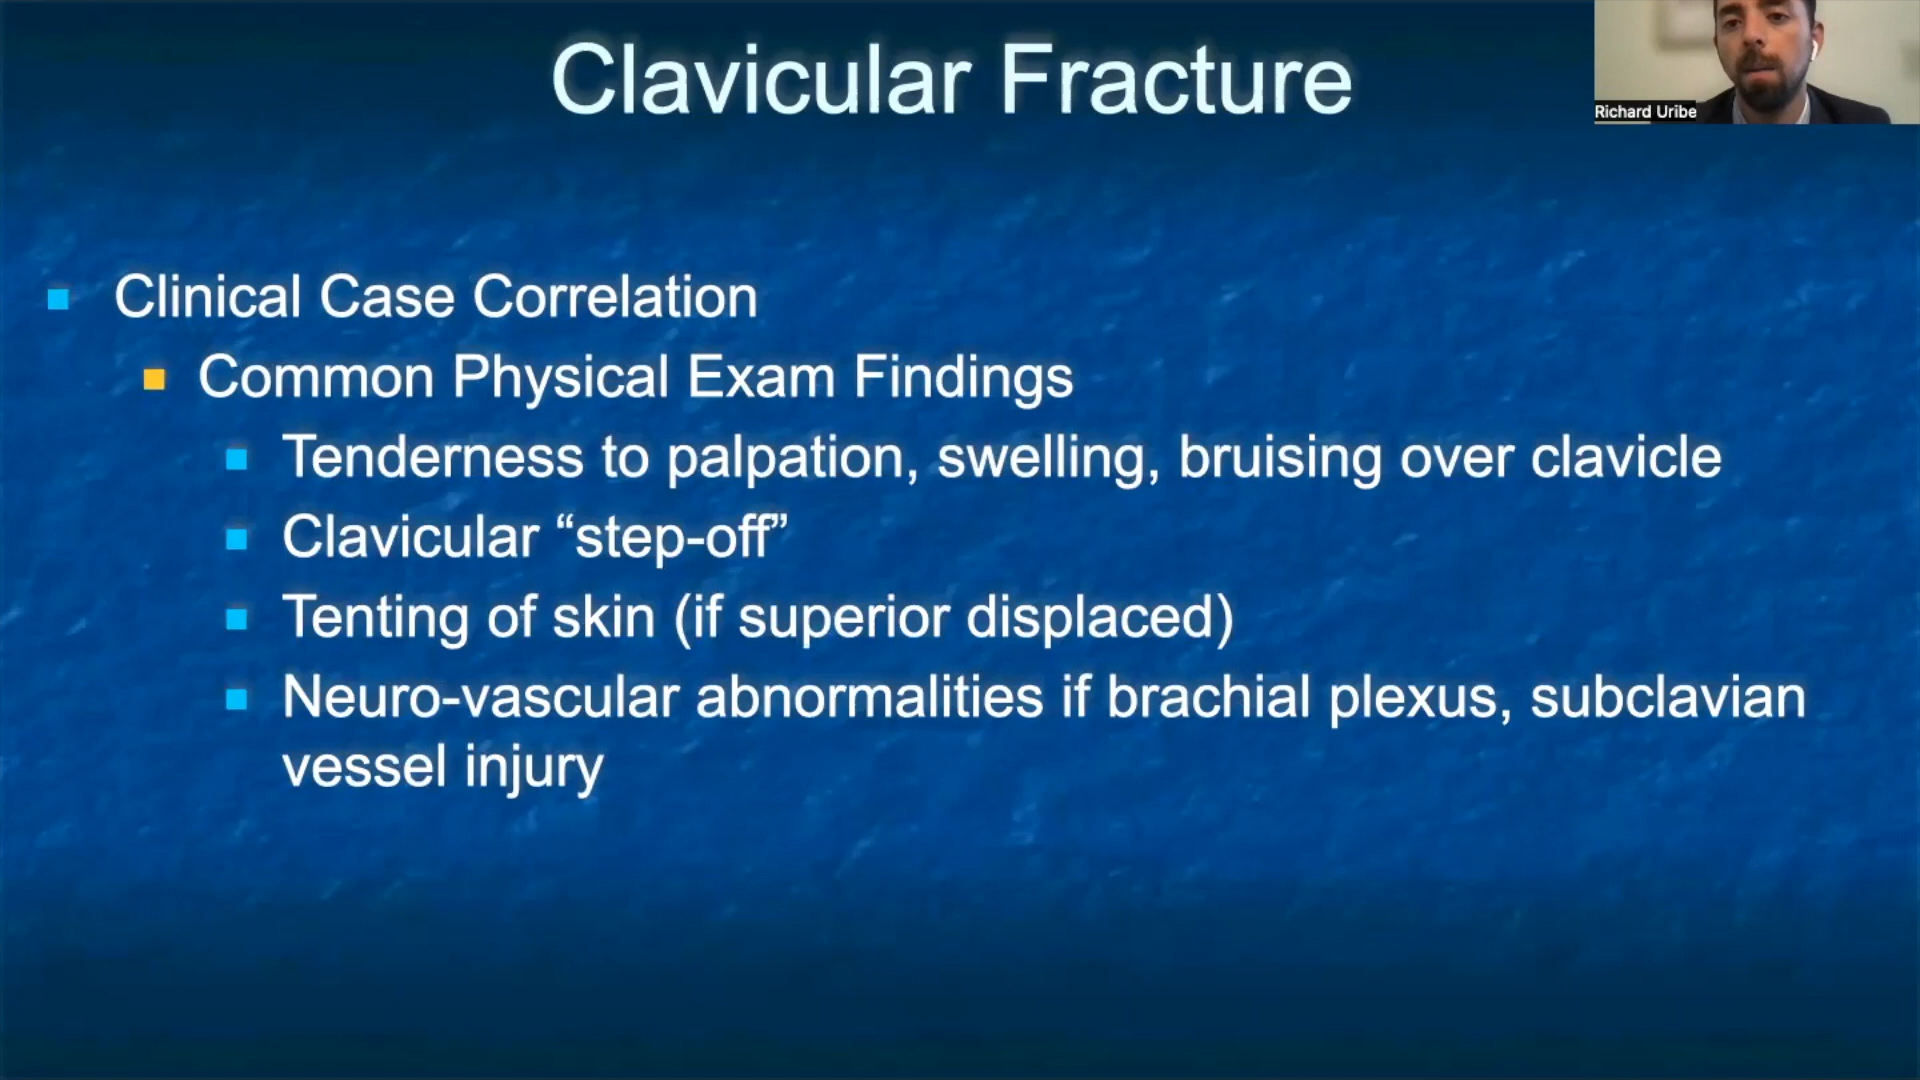 Clavicular Fracture
Richard Uribe
Clinical Case Correlation
Common Physical Exam Findings
Tenderness to palpation, swelling, bruising over clavicle
Clavicular “step-off”
Tenting of skin (if superior displaced)
Neuro-vascular abnormalities if brachial plexus, subclavian
vessel injury